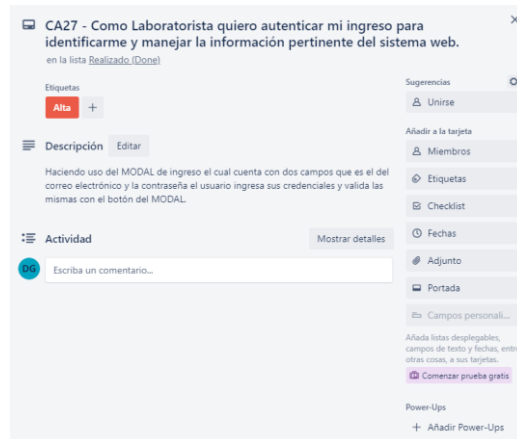 CA27 - Como Laboratorista quiero autenticar mi ingreso para
identificarme y manejar la información pertinente del sistema web.
en la lista Realizado (Done)
Etiquetas
Alta +
Descripción Editar
Haciendo uso del MODAL de ingreso el cual cuenta con dos campos que es el del
correo electrónico y la contraseña el usuario ingresa sus credenciales y valida las
mismas con el botón del MODAL.
Actividad Mostrar detalles
DG Escriba un comentario...
Sugerencias
Unirse
Añadir a la tarjeta
Miembros
Etiquetas
Checklist
Fechas
Adjunto
Portada
Campos personali...
Añada listas desplegables,
campos de texto y fechas, entre
otras cosas, a sus tarjetas.
Comenzar prueba gratis
Power-Ups
+ Añadir Power-Ups